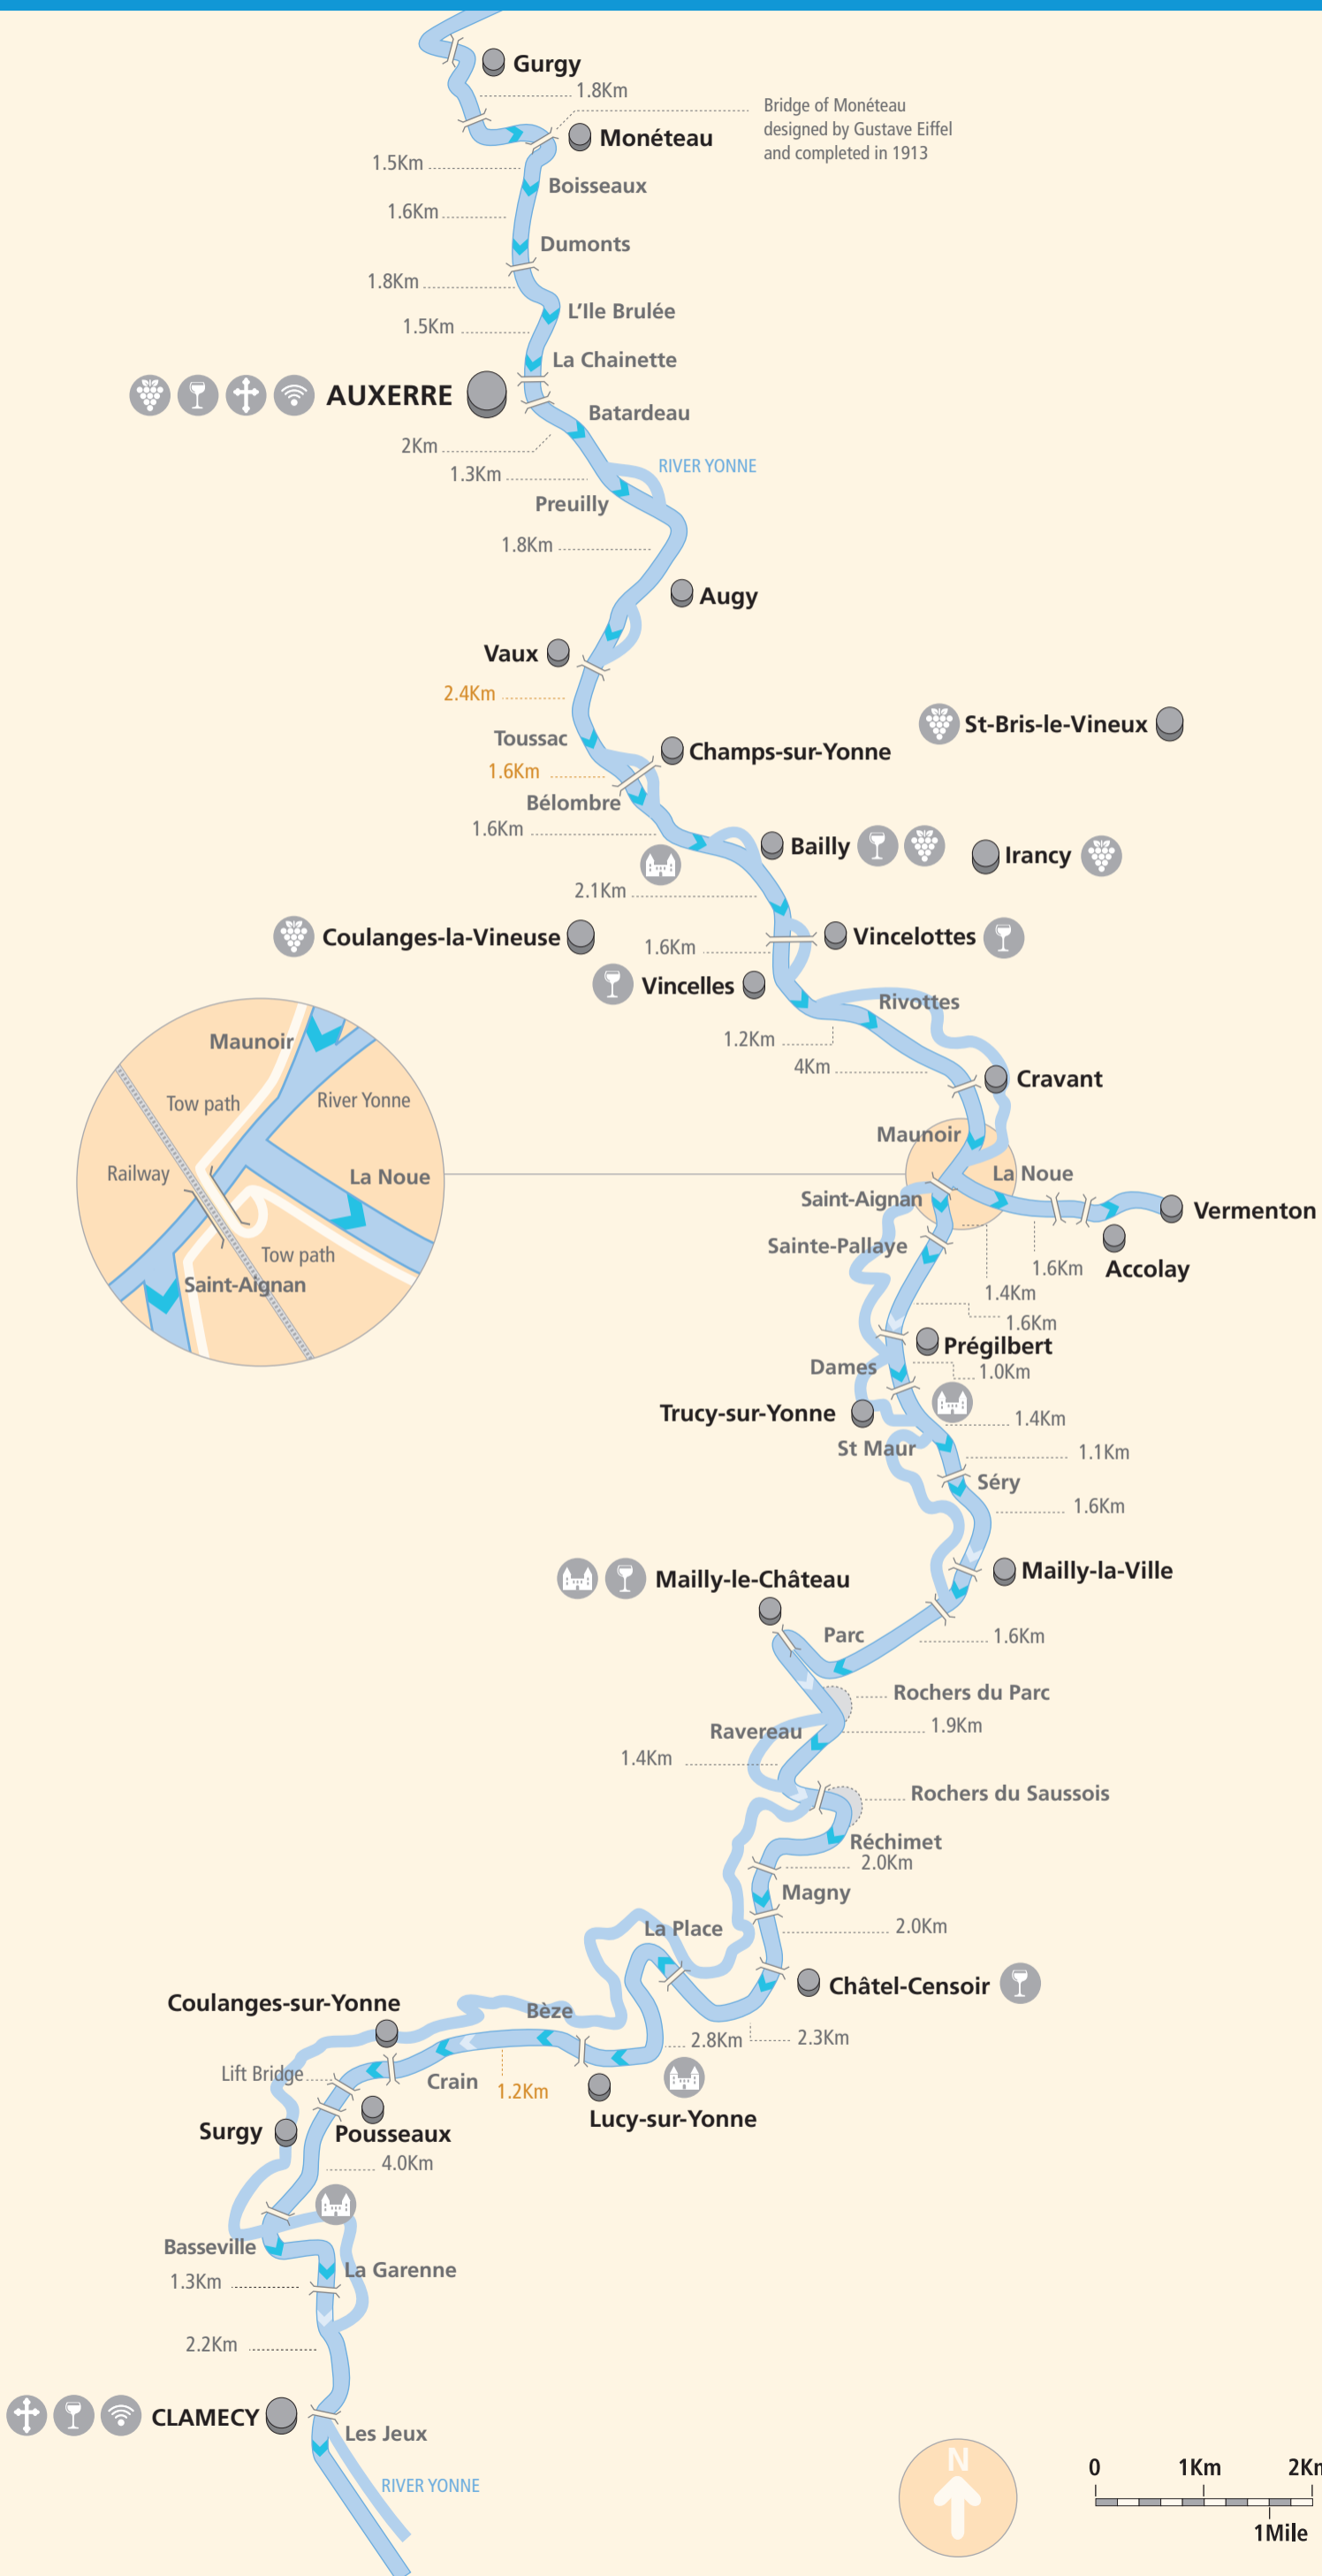 Gurgy
1.8Km
Bridge of Monéteau
designed by Gustave Eiffel
and completed in 1913
Monéteau
1.5Km
Boisseaux
1.6Km
Dumonts
1.8Km
L'Ile Brulée
1.5Km
La Chainette
AUXERRE
Batardeau
2Km
RIVER YONNE
1.3Km
Preuilly
1.8Km
Augy
Vaux
2.4Km
St-Bris-le-Vineux
Toussac
Champs-sur-Yonne
1.6Km
Bélombre
1.6Km
Bailly
Irancy
2.1Km
Coulanges-la-Vineuse
Vincelottes
1.6Km
Vincelles
Rivottes
1.2Km
4Km
Cravant
Maunoir
Tow path
River Yonne
Railway
La Noue
Tow path
Saint-Aignan
Maunoir
La Noue
Saint-Aignan
Vermenton
Sainte-Pallaye
1.6Km
Accolay
1.4Km
1.6Km
Prégilbert
Dames
1.0Km
Trucy-sur-Yonne
1.4Km
St Maur
1.1Km
Séry
1.6Km
Mailly-la-Ville
Mailly-le-Château
Parc
1.6Km
Rochers du Parc
1.9Km
Ravereau
1.4Km
Rochers du Saussois
Réchimet
2.0Km
Magny
2.0Km
La Place
Châtel-Censoir
Coulanges-sur-Yonne
Bèze
2.8Km
2.3Km
Lift Bridge
Crain
1.2Km
Lucy-sur-Yonne
Surgy
Pousseaux
4.0Km
Basseville
La Garenne
1.3Km
2.2Km
CLAMECY
Les Jeux
RIVER YONNE
N
0
1Km
2Km
1Mile